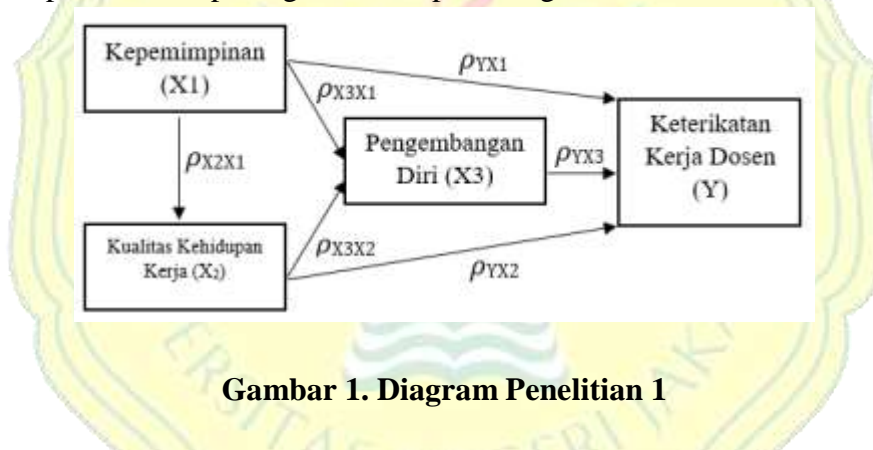 Kepemimpinan
(X1)
ρYX1
ρX3X1
Pengembangan
Diri (X3)
ρYX3
Keterikatan
Kerja Dosen
(Y)
ρX2X1
Kualitas Kehidupan
Kerja (X₂)
ρX3X2
ρYX2
Gambar 1. Diagram Penelitian 1